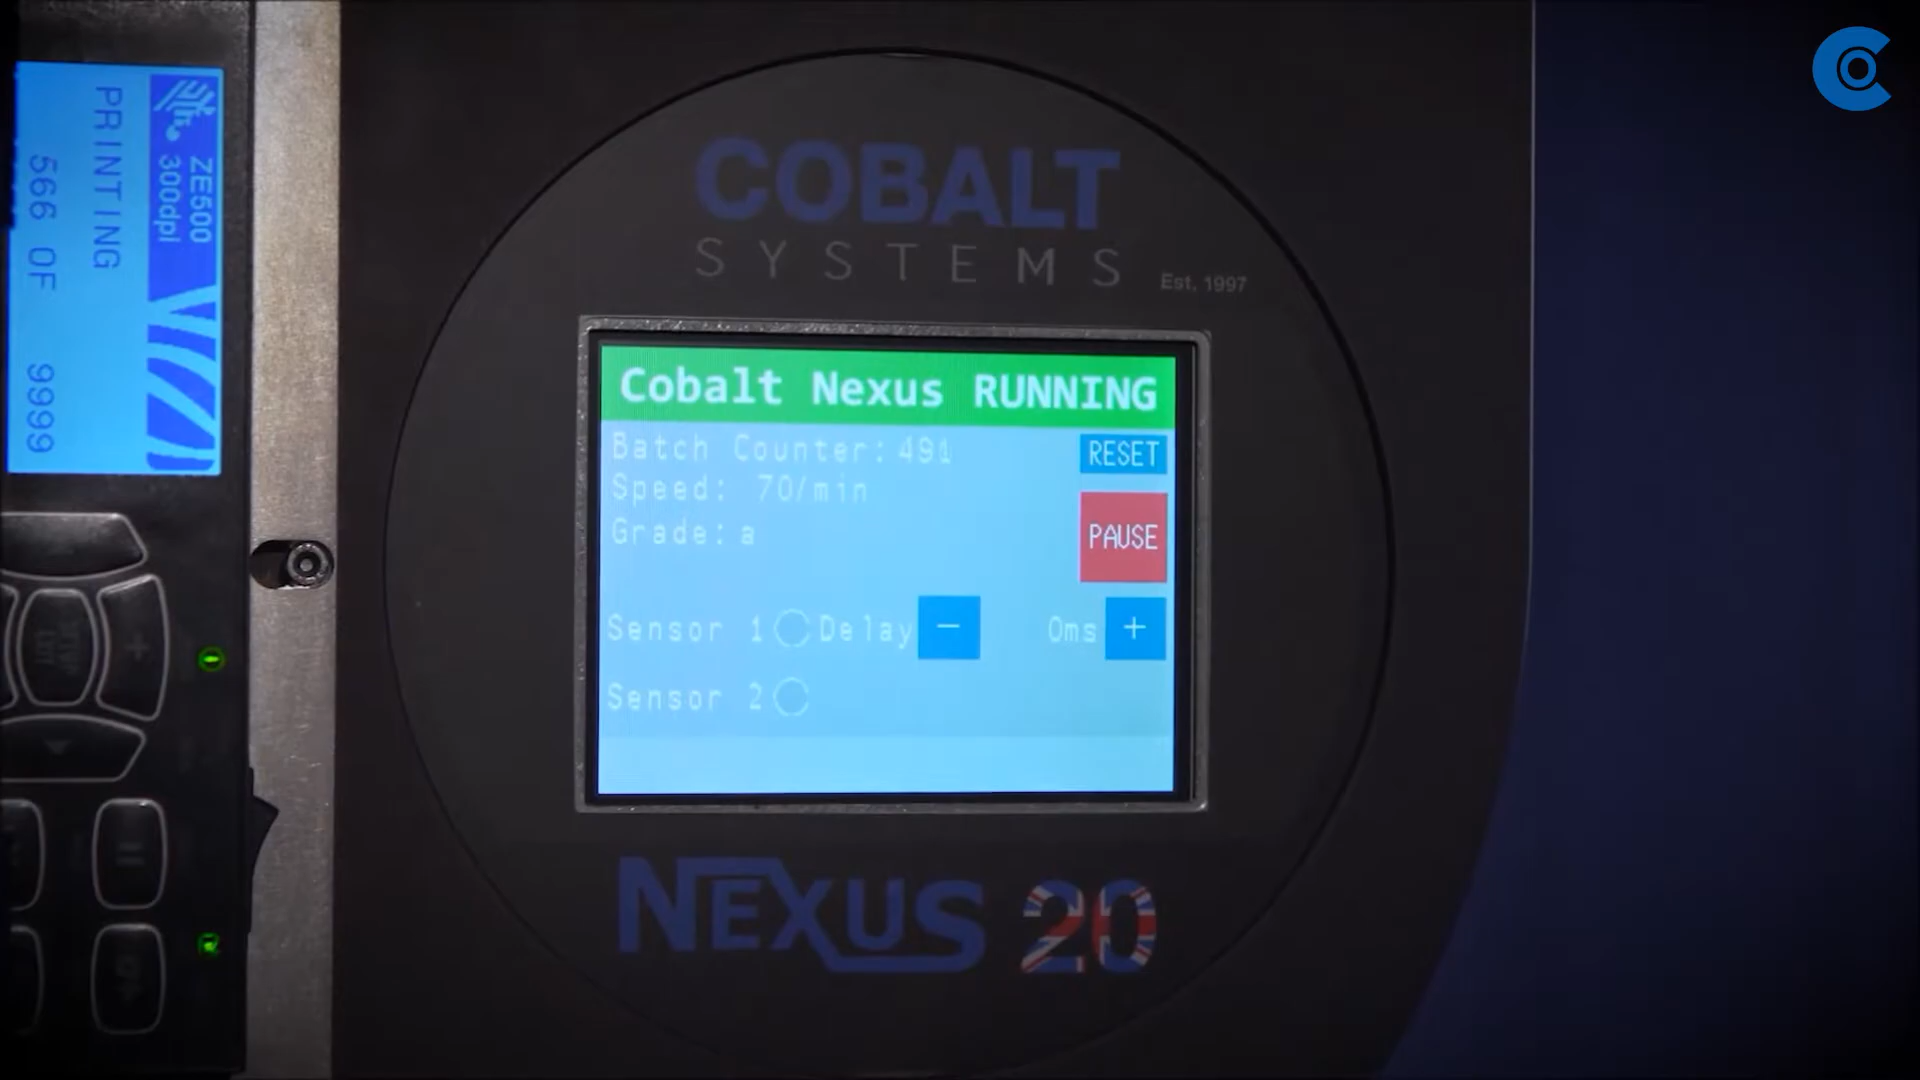 ZE500
300dpi
PRINTING
566 OF 9999
COBALT
SYSTEMS
Est. 1997
Cobalt Nexus RUNNING
Batch Counter: 491
RESET
Speed: 70/min
PAUSE
Grade: a
Sensor 1 Delay - 0ms +
Sensor 2
NEXUS 20